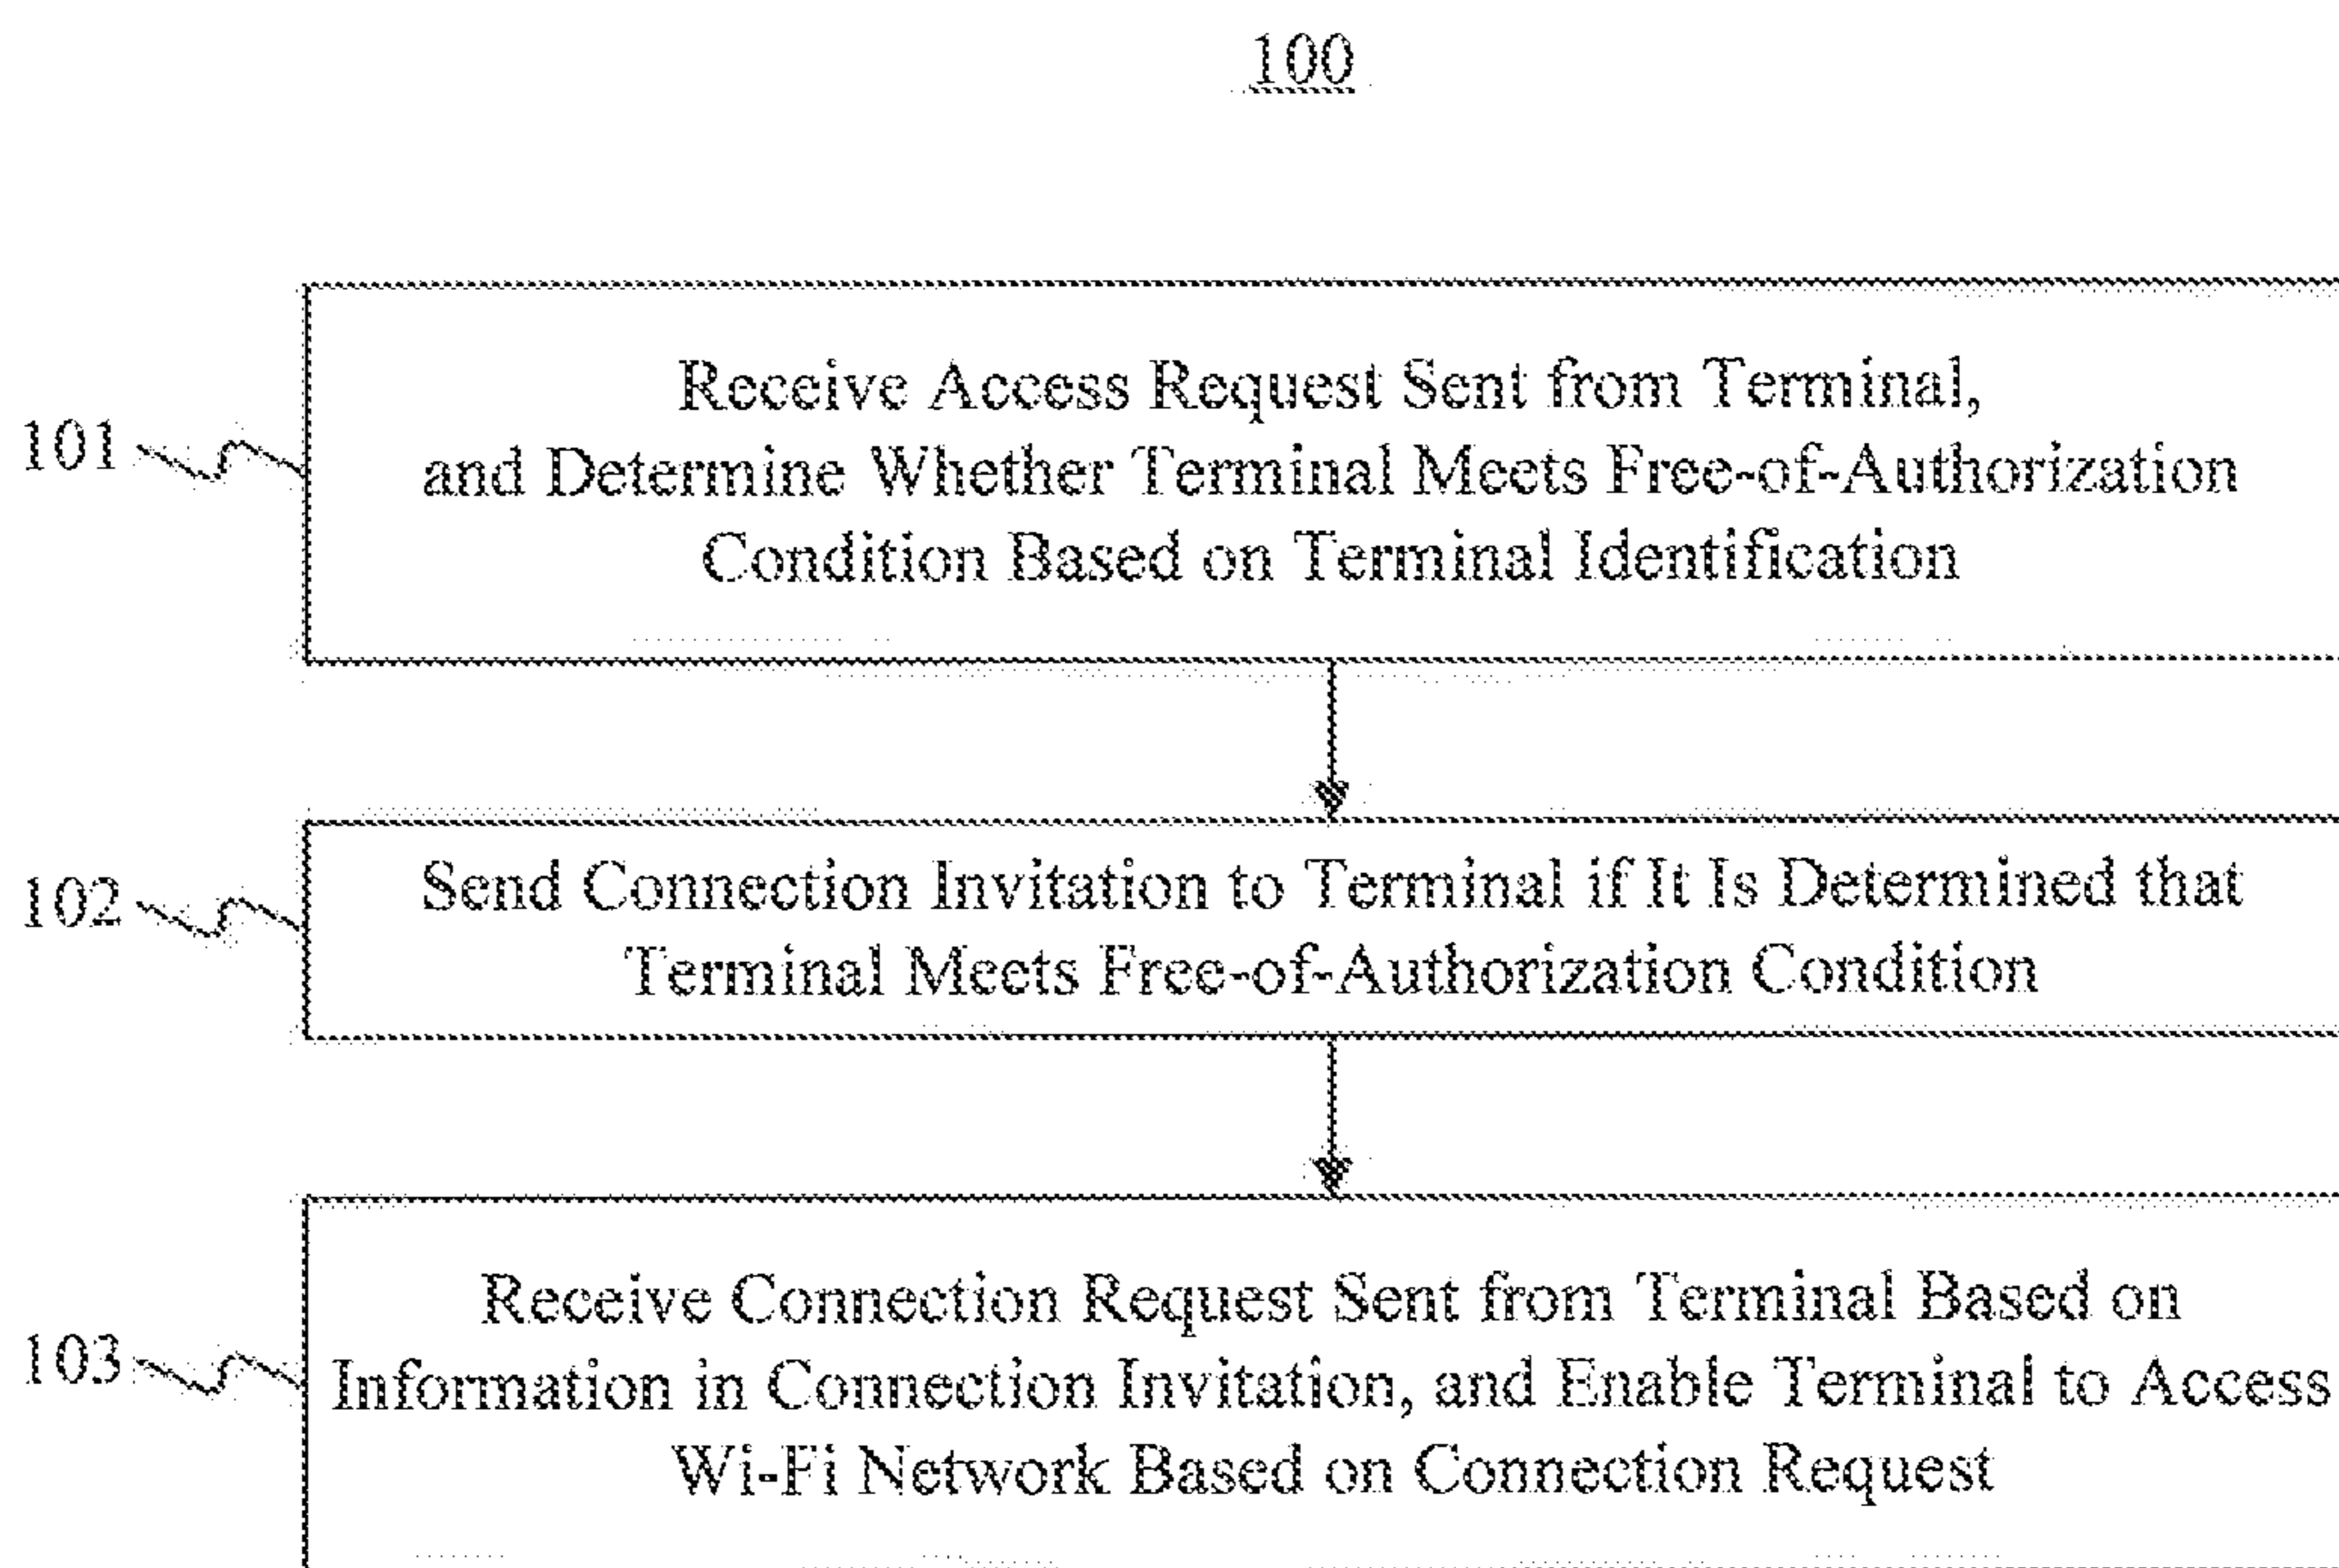 100
101
Receive Access Request Sent from Terminal,
and Determine Whether Terminal Meets Free-of-Authorization
Condition Based on Terminal Identification
102
Send Connection Invitation to Terminal if It Is Determined that
Terminal Meets Free-of-Authorization Condition
103
Receive Connection Request Sent from Terminal Based on
Information in Connection Invitation, and Enable Terminal to Access
Wi-Fi Network Based on Connection Request